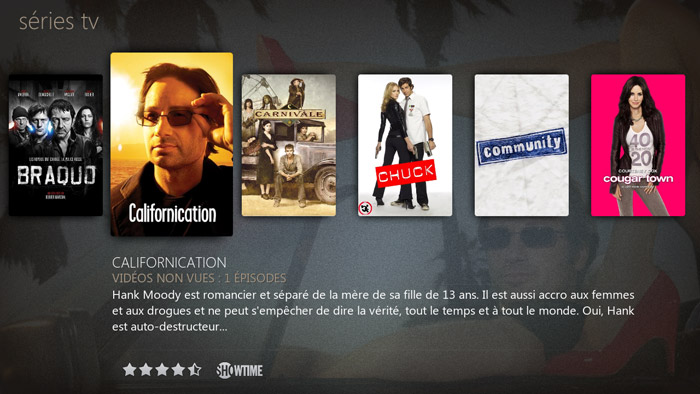 séries tv
BRAQUO
Californication
CARNIVÀLE
CHUCK
community
40
20
cougar town
CALIFORNICATION
VIDÉOS NON VUES : 1 ÉPISODES
Hank Moody est romancier et séparé de la mère de sa fille de 13 ans. Il est aussi accro aux femmes
et aux drogues et ne peut s'empêcher de dire la vérité, tout le temps et à tout le monde. Oui, Hank
est auto-destructeur...
SHOWTIME